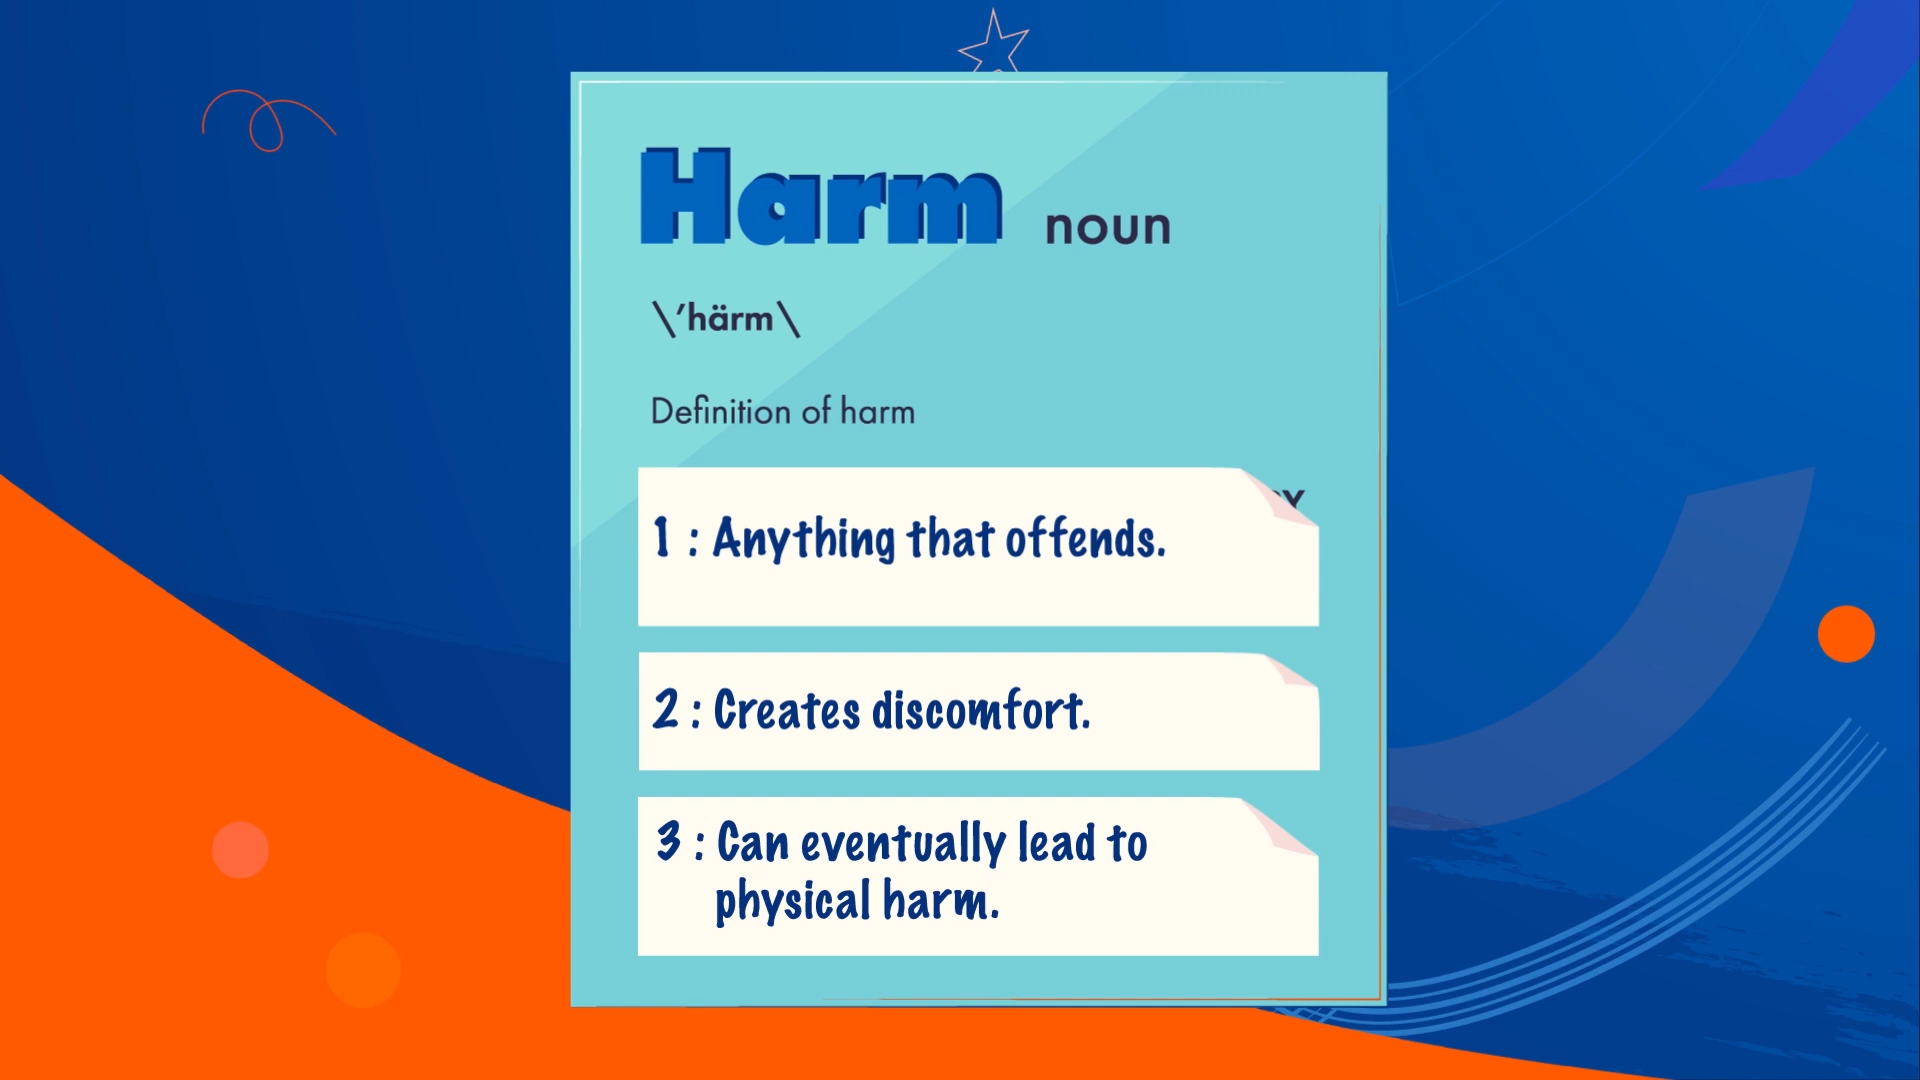 Harm noun
\'härm\
Definition of harm
1 : Anything that offends.
2 : Creates discomfort.
3 : Can eventually lead to
physical harm.